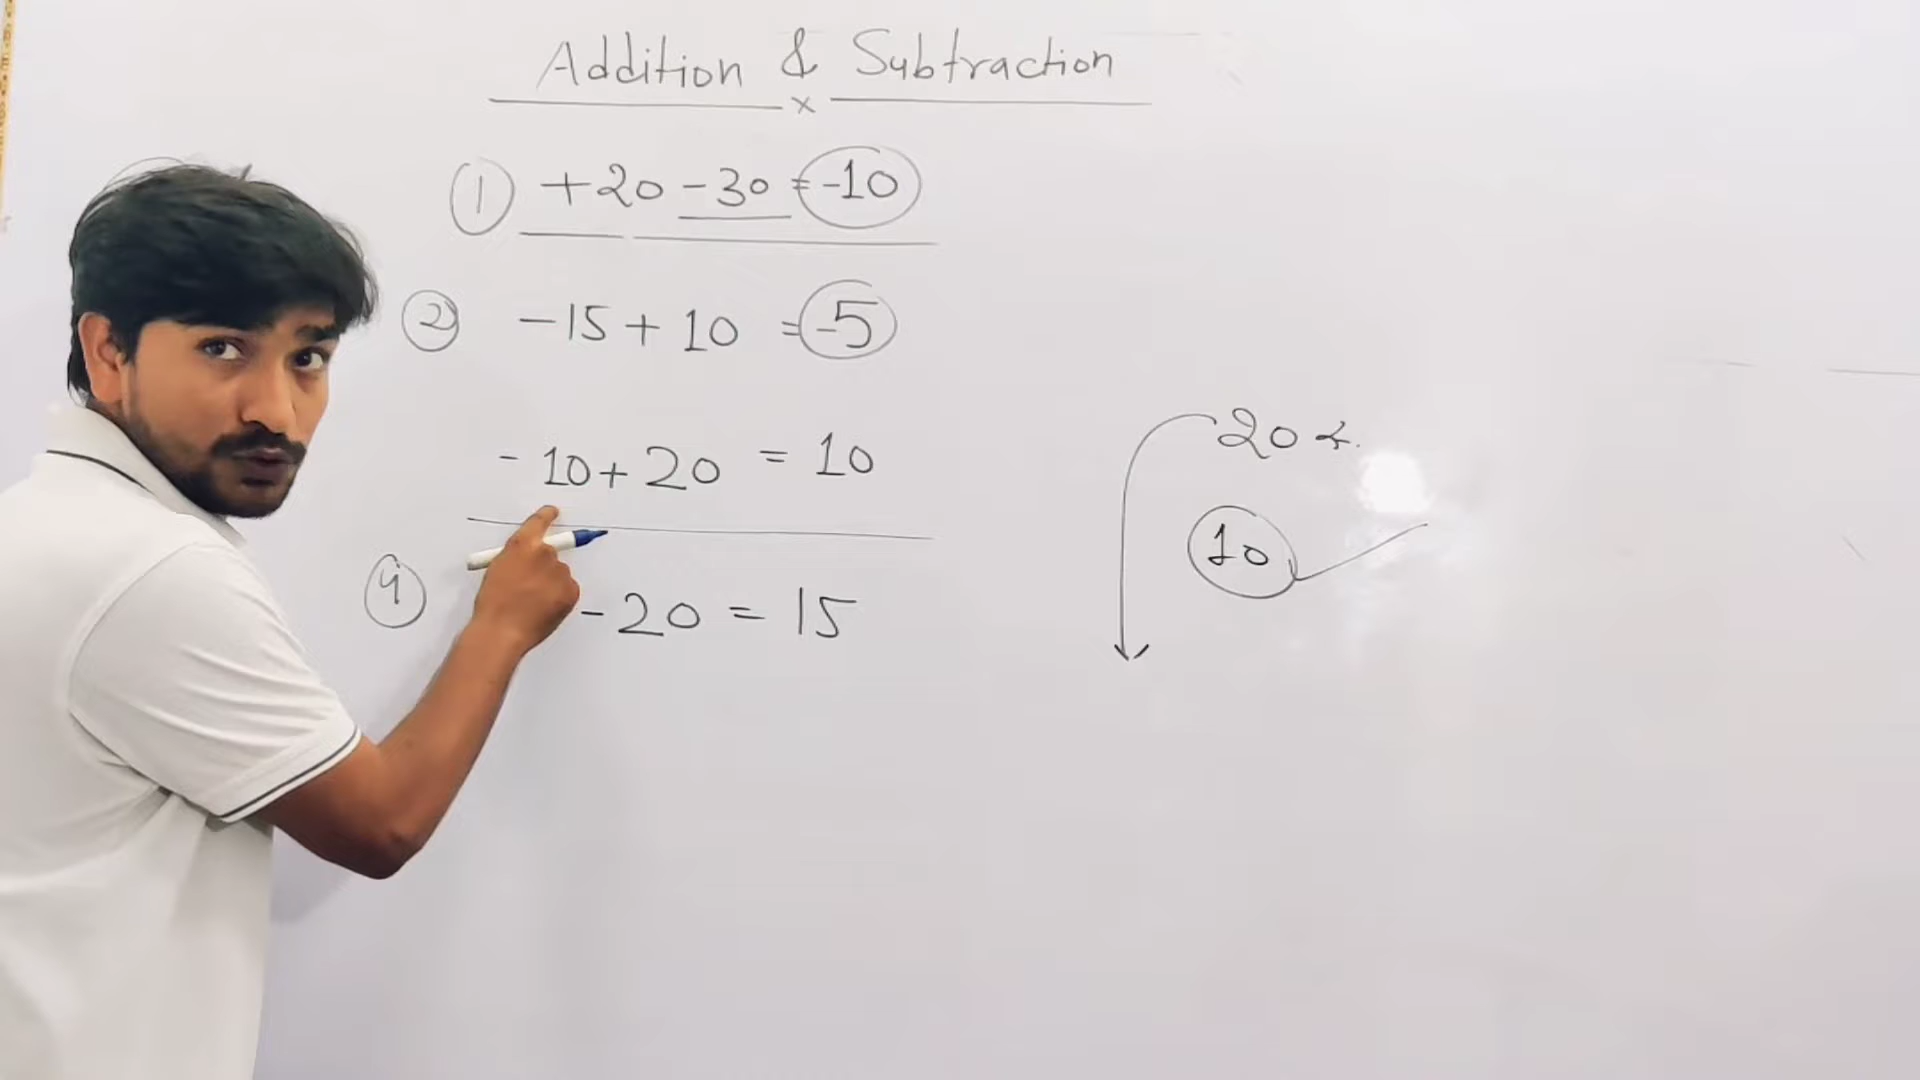 Addition & Subtraction
x
① +20 - 30 = -10
② -15 + 10 = -5
- 10 + 20 = 10
④ - 20 = 15
20
10